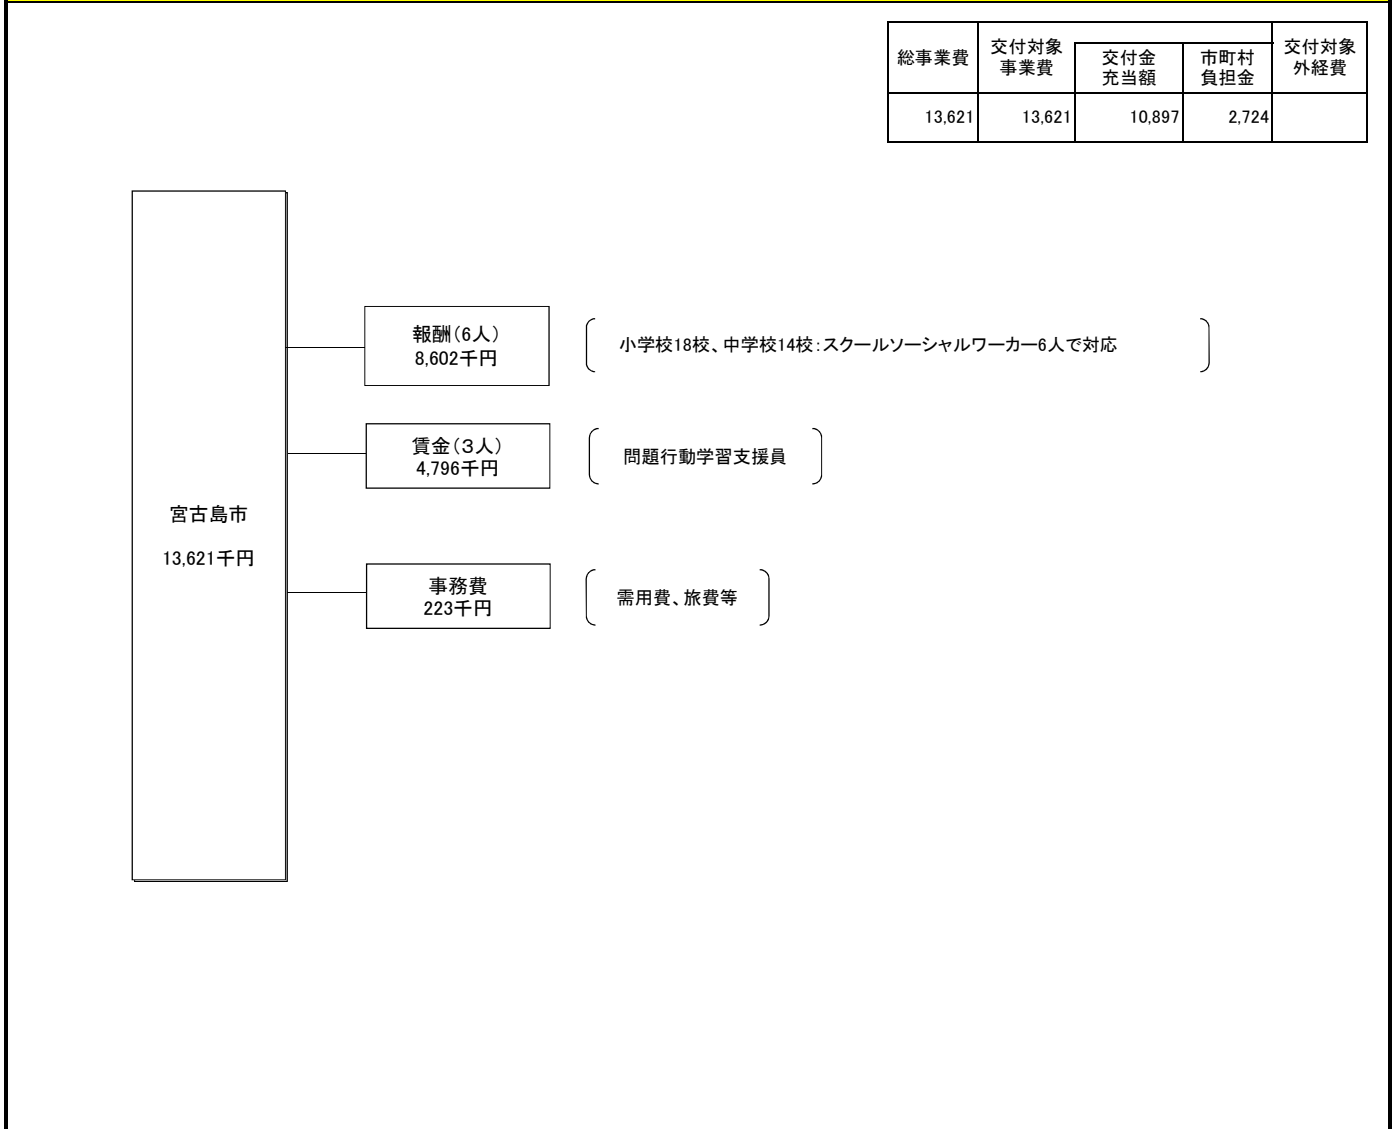 総事業費
交付対象
事業費
交付金
充当額
市町村
負担金
交付対象
外経費
13,621
13,621
10,897
2,724
報酬(6人)
8,602千円
小学校18校、中学校14校:スクールソーシャルワーカー6人で対応
賃金(3人)
4,796千円
問題行動学習支援員
宮古島市
13,621千円
事務費
223千円
需用費、旅費等